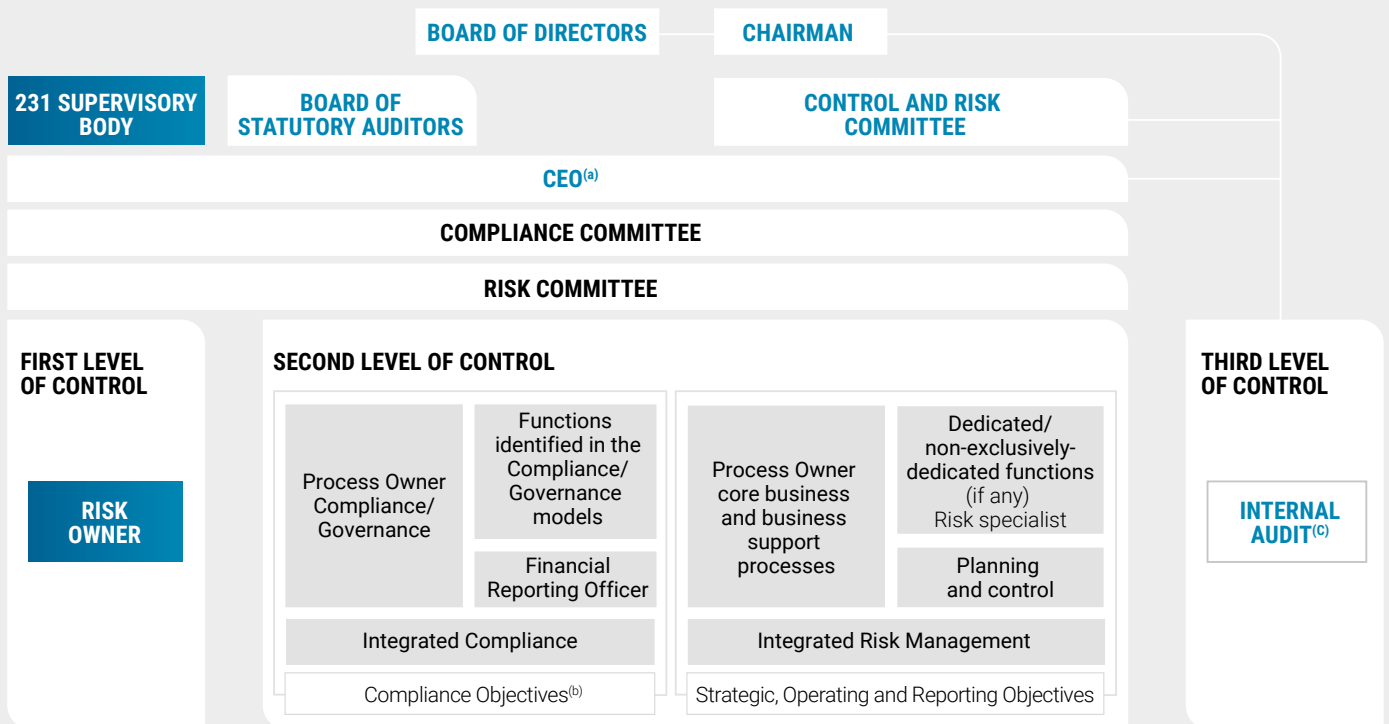 BOARD OF DIRECTORS
CHAIRMAN
231 SUPERVISORY
BODY
BOARD OF
STATUTORY AUDITORS
CONTROL AND RISK
COMMITTEE
CEO(a)
COMPLIANCE COMMITTEE
RISK COMMITTEE
FIRST LEVEL
OF CONTROL
RISK
OWNER
SECOND LEVEL OF CONTROL
Process Owner
Compliance/
Governance
Functions
identified in the
Compliance/
Governance
models
Financial
Reporting Officer
Integrated Compliance
Compliance Objectives(b)
Process Owner
core business
and business
support
processes
Dedicated/
non-exclusively-
dedicated functions
(if any)
Risk specialist
Planning
and control
Integrated Risk Management
Strategic, Operating and Reporting Objectives
THIRD LEVEL
OF CONTROL
INTERNAL
AUDIT(C)